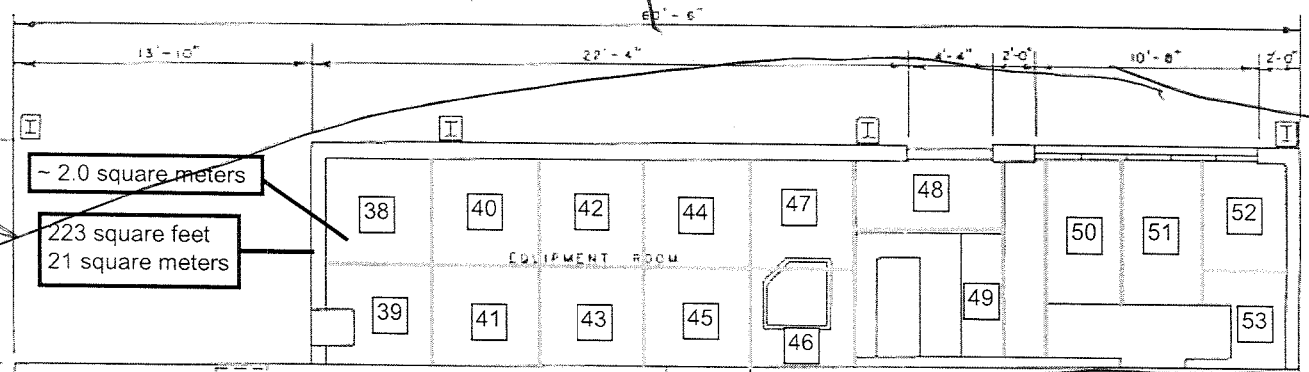 60'-6"
13'-10"
22'-4"
4'-4"
2'-0"
10'-8"
2'-0"
I
I
I
I
~ 2.0 square meters
223 square feet
21 square meters
38
40
42
44
47
48
50
51
52
EQUIPMENT ROOM
39
41
43
45
46
49
53